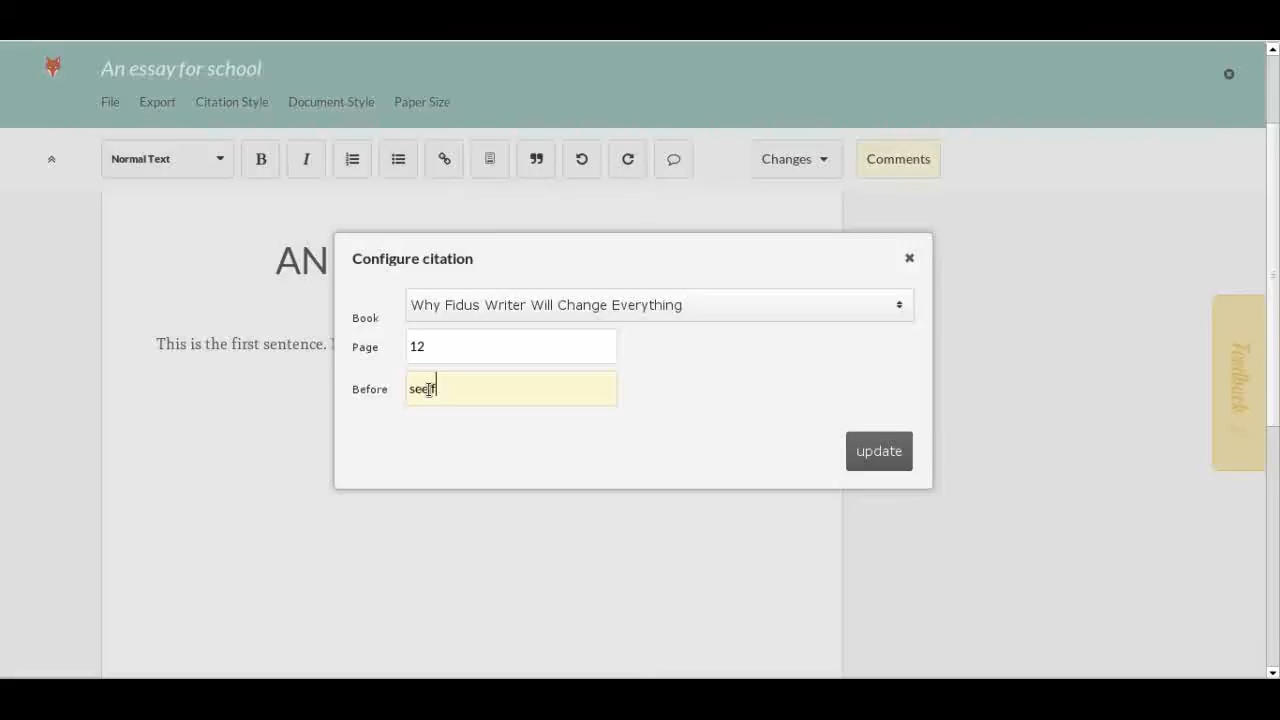 An essay for school
File Export Citation Style Document Style Paper Size
Normal Text B I Changes Comments
AN
Configure citation
Book Why Fidus Writer Will Change Everything
This is the first sentence.
Page 12
Before
update
Feedback